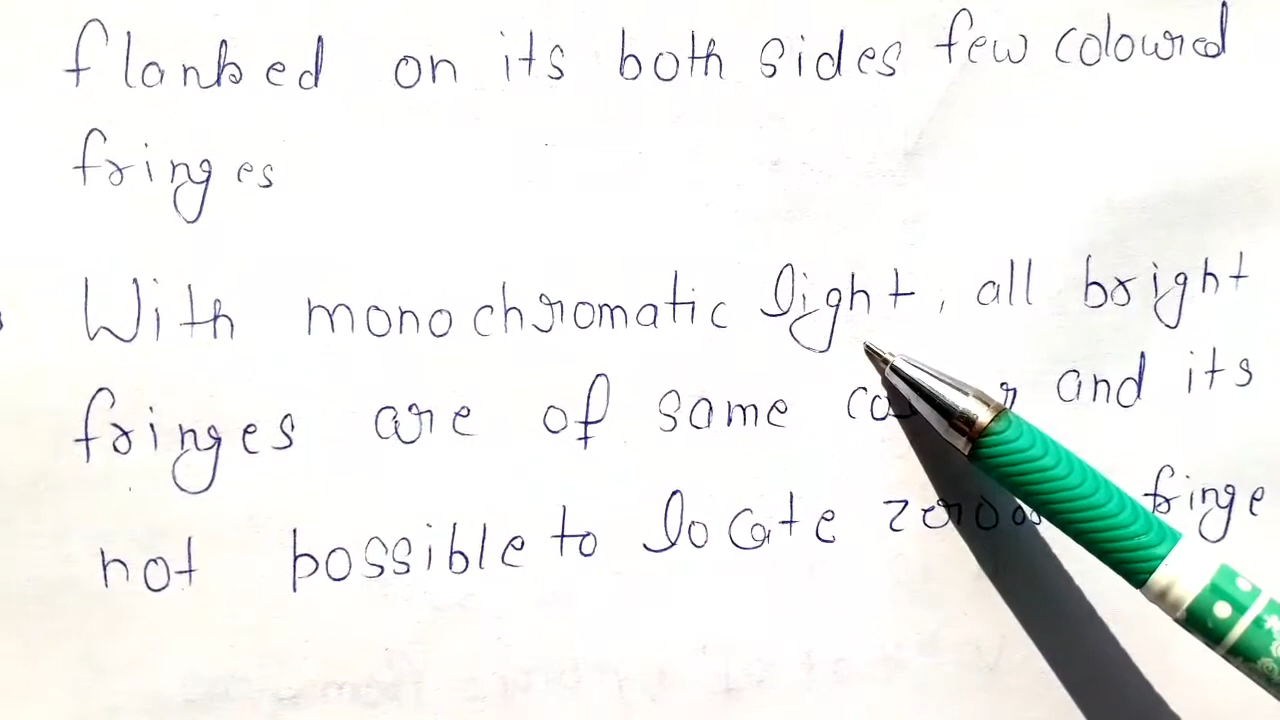 flanked on its both sides few coloured
fringes
With monochromatic light, all bright
fringes are of same and its
not possible to locate fringe